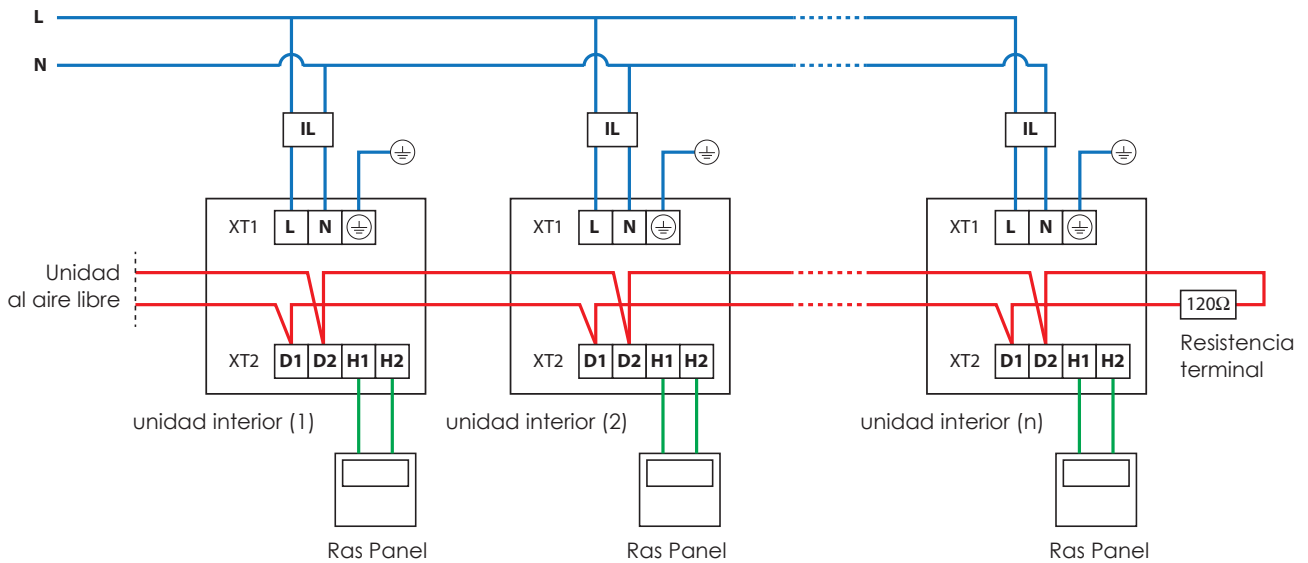 L
N
IL IL IL
XT1 L N XT1 L N XT1 L N
Unidad
al aire libre
120Ω
Resistencia
terminal
XT2 D1 D2 H1 H2 XT2 D1 D2 H1 H2 XT2 D1 D2 H1 H2
unidad interior (1) unidad interior (2) unidad interior (n)
Ras Panel Ras Panel Ras Panel